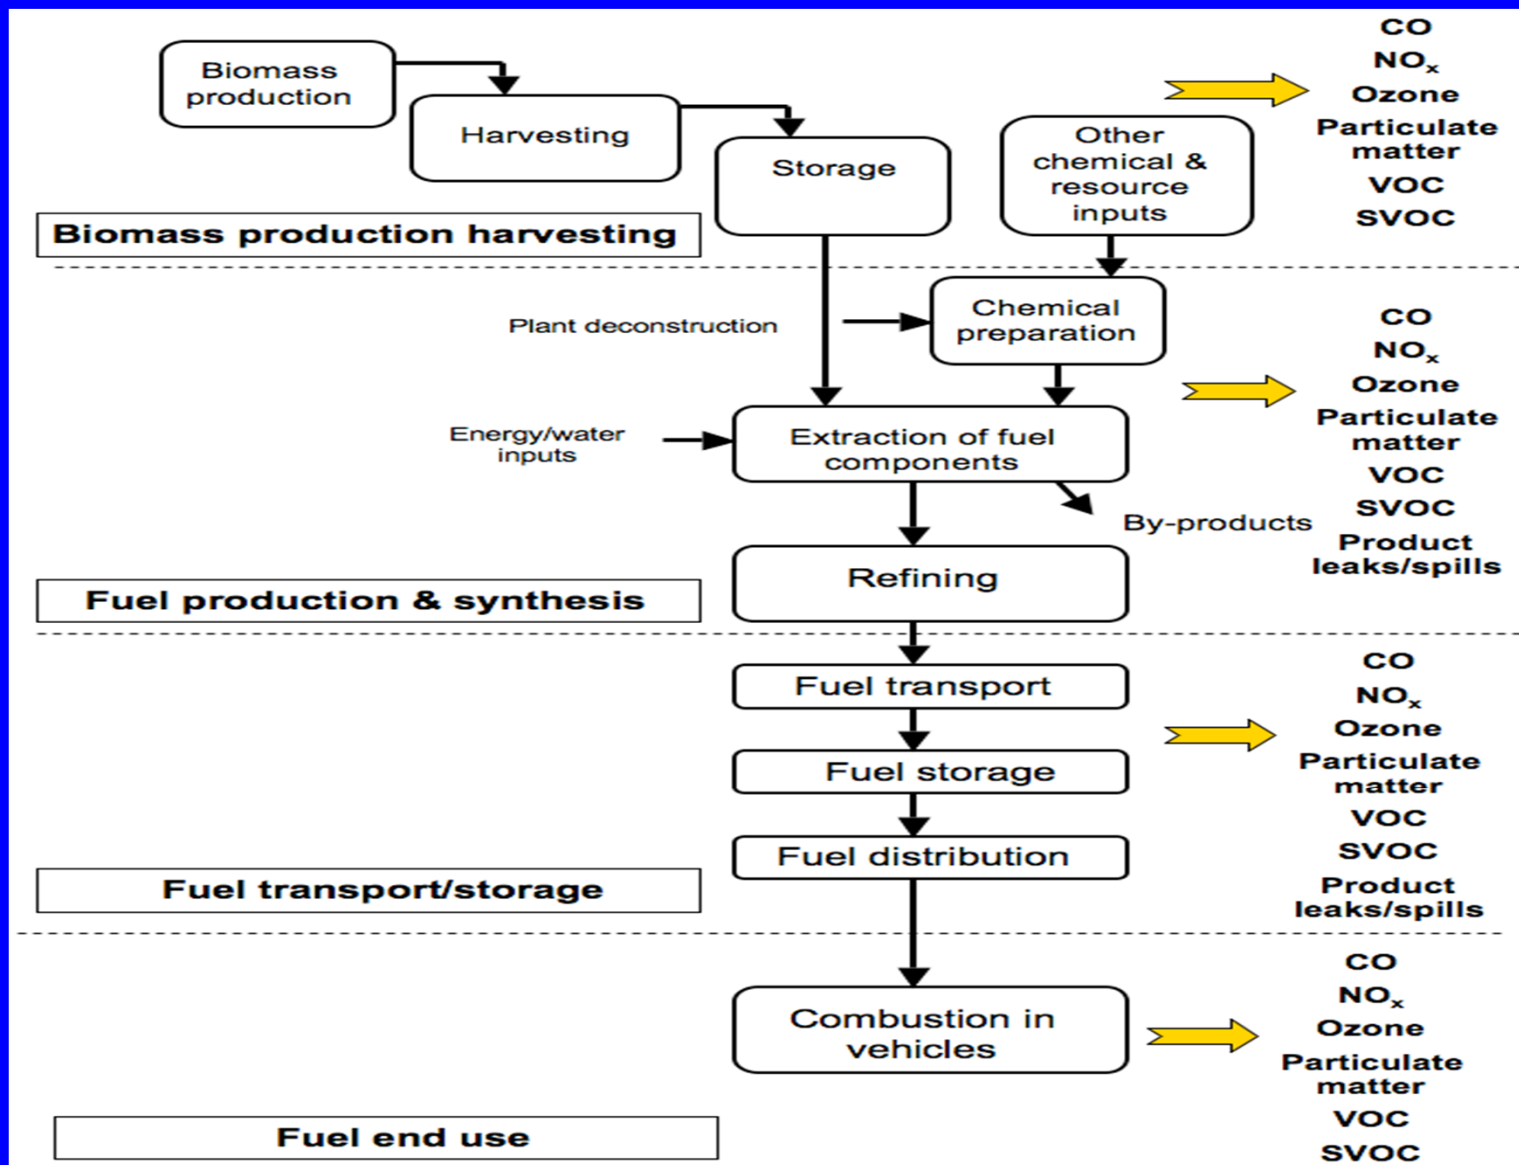 Biomass
production
Harvesting
Storage
Other
chemical &
resource
inputs
CO
NOx
Ozone
Particulate
matter
VOC
SVOC
Biomass production harvesting
Plant deconstruction
Chemical
preparation
Energy/water
inputs
Extraction of fuel
components
By-products
Refining
CO
NOx
Ozone
Particulate
matter
VOC
SVOC
Product
leaks/spills
Fuel production & synthesis
Fuel transport
Fuel storage
Fuel distribution
CO
NOx
Ozone
Particulate
matter
VOC
SVOC
Product
leaks/spills
Fuel transport/storage
Combustion in
vehicles
CO
NOx
Ozone
Particulate
matter
VOC
SVOC
Fuel end use